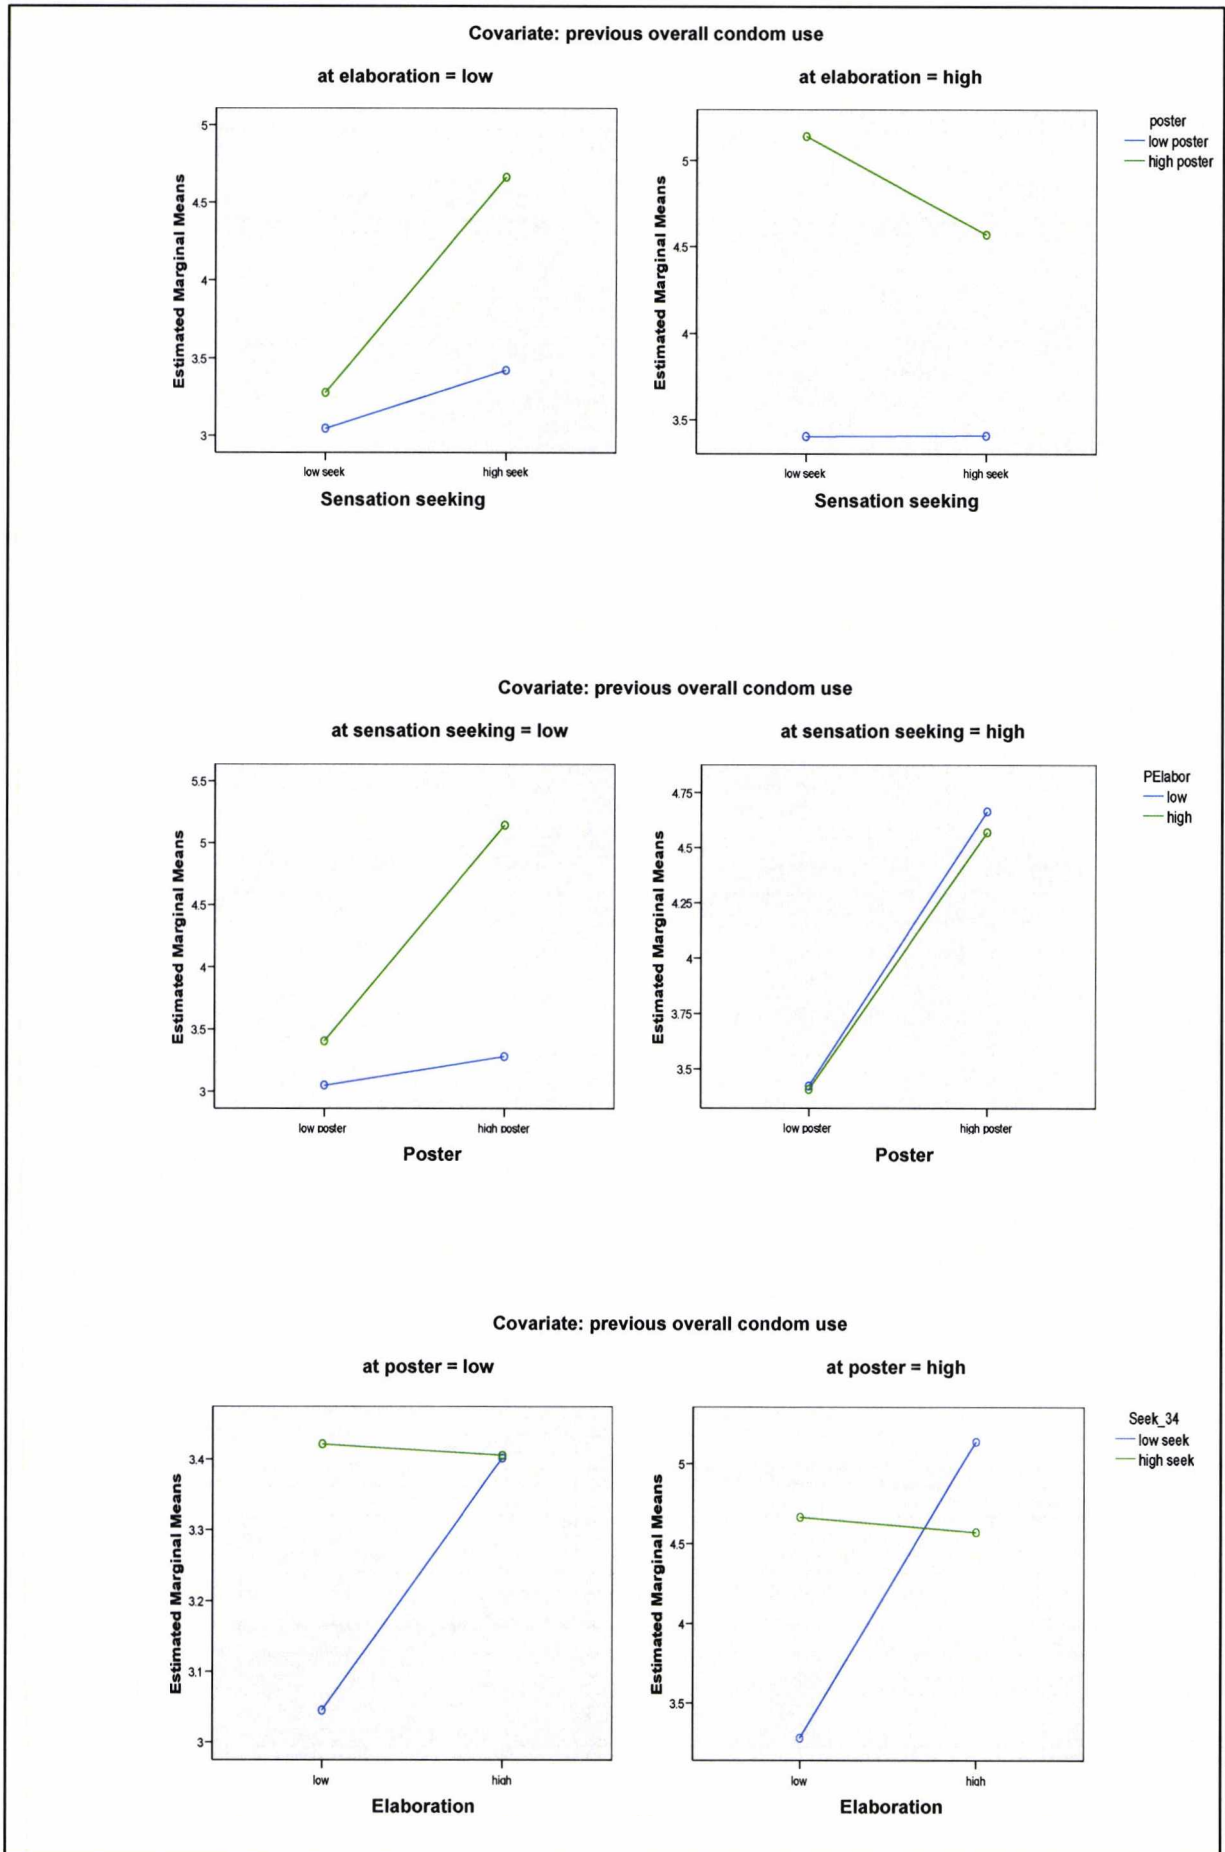 Covariate: previous overall condom use
at elaboration = low
at elaboration = high
Estimated Marginal Means
5
4.5
4
3.5
3
low seek
high seek
Sensation seeking
Estimated Marginal Means
5
4.5
4
3.5
low seek
high seek
Sensation seeking
poster
low poster
high poster
Covariate: previous overall condom use
at sensation seeking = low
at sensation seeking = high
Estimated Marginal Means
5.5
5
4.5
4
3.5
3
low poster
high poster
Poster
Estimated Marginal Means
4.75
4.5
4.25
4
3.75
3.5
low poster
high poster
Poster
PElabor
low
high
Covariate: previous overall condom use
at poster = low
at poster = high
Estimated Marginal Means
3.4
3.3
3.2
3.1
3
low
high
Elaboration
Estimated Marginal Means
5
4.5
4
3.5
low
high
Elaboration
Seek_34
low seek
high seek